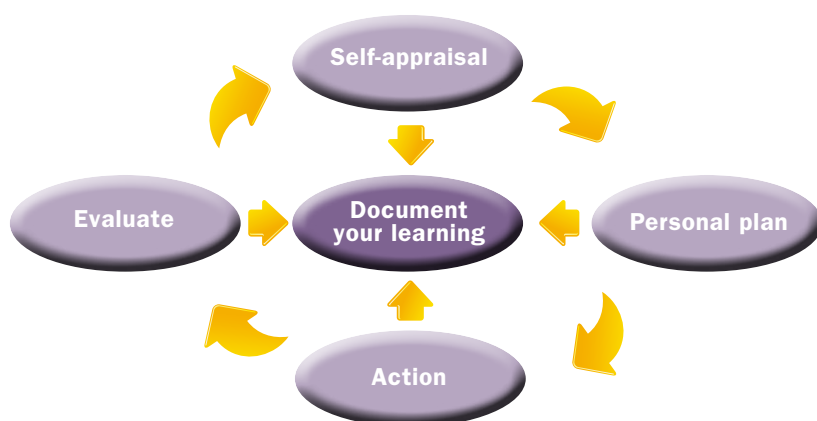 Self-appraisal
Evaluate
Document
your learning
Personal plan
Action